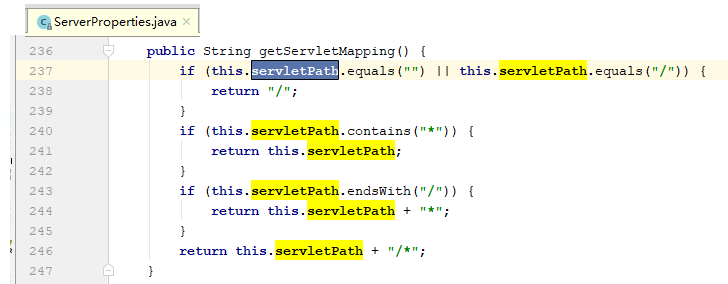 ServerProperties.java
236 public String getServletMapping() {
237 if (this.servletPath.equals("") || this.servletPath.equals("/")) {
238 return "/";
239 }
240 if (this.servletPath.contains("*")) {
241 return this.servletPath;
242 }
243 if (this.servletPath.endsWith("/")) {
244 return this.servletPath + "*";
245 }
246 return this.servletPath + "/*";
247 }